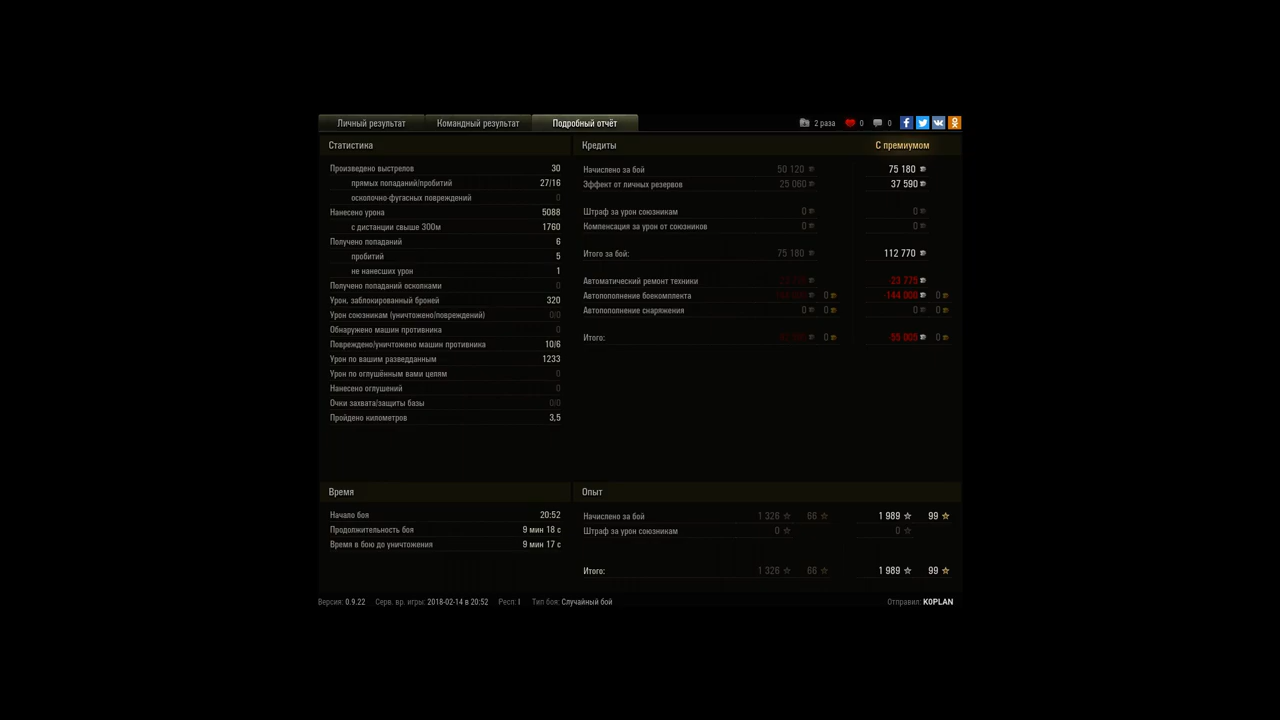 Личный результат Командный результат Подробный отчёт 2 раза 0 0
Статистика
Произведено выстрелов 30
прямых попаданий/пробитий 27/16
осколочно-фугасных повреждений 0
Нанесено урона 5088
с дистанции свыше 300м 1760
Получено попаданий 6
пробитий 5
не нанесших урон 1
Получено попаданий осколками 0
Урон, заблокированный броней 320
Урон союзникам (уничтожено/повреждений) 0/0
Обнаружено машин противника 0
Повреждено/уничтожено машин противника 10/6
Урон по вашим разведданным 1233
Урон по оглушённым вами целям 0
Нанесено оглушений 0
Очки захвата/защиты базы 0/0
Пройдено километров 3,5
Кредиты С премиумом
Начислено за бой 50 120 75 180
Эффект от личных резервов 25 060 37 590
Штраф за урон союзникам 0 0
Компенсация за урон от союзников 0 0
Итого за бой: 75 180 112 770
Автоматический ремонт техники -23 775
Автопополнение боекомплекта 0 -144 000 0
Автопополнение снаряжения 0 0 0 0
Итого: 0 -55 005 0
Время
Начало боя 20:52
Продолжительность боя 9 мин 18 с
Время в бою до уничтожения 9 мин 17 с
Опыт
Начислено за бой 1 326 66 1 989 99
Штраф за урон союзникам 0 0
Итого: 1 326 66 1 989 99
Версия: 0.9.22 Серв. вр. игры: 2018-02-14 в 20:52 Респ: I Тип боя: Случайный бой Отправил: K0PLAN